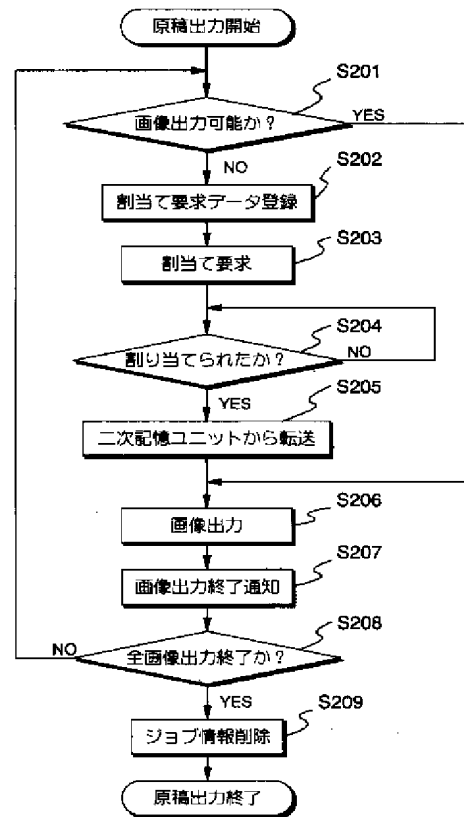 原稿出力開始
S201
画像出力可能か?
YES
NO
S202
割当て要求データ登録
S203
割当て要求
S204
割り当てられたか?
NO
YES
S205
二次記憶ユニットから転送
S206
画像出力
S207
画像出力終了通知
S208
NO
全画像出力終了か?
YES
S209
ジョブ情報削除
原稿出力終了